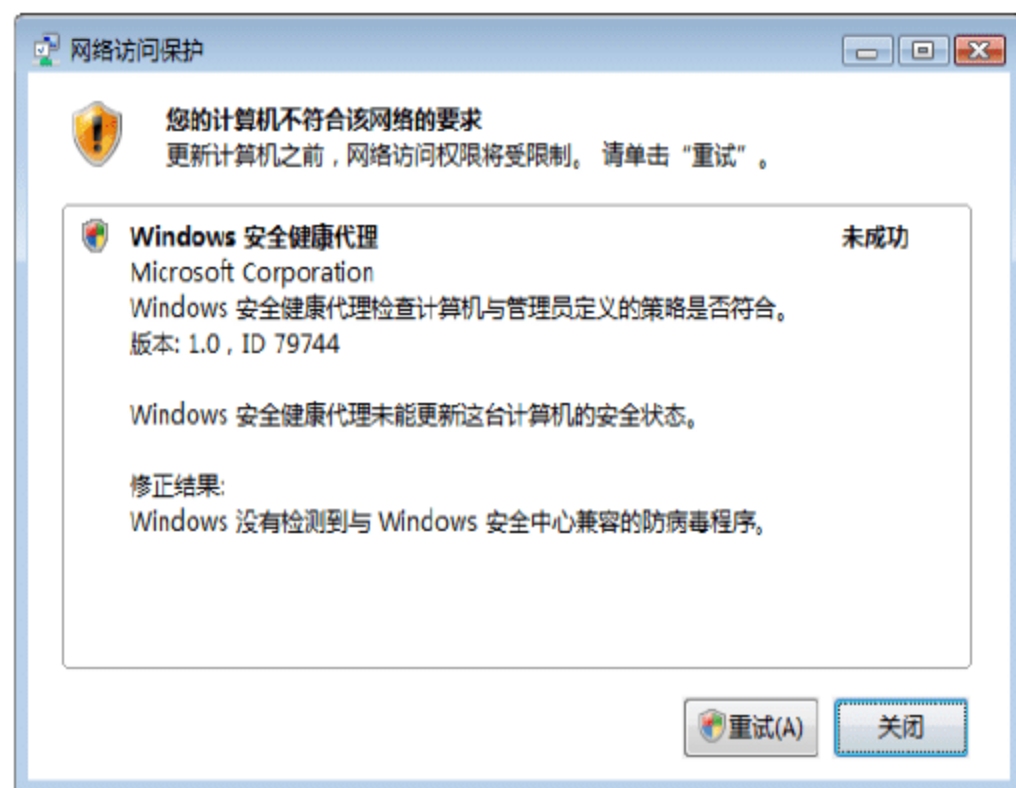 网络访问保护
您的计算机不符合该网络的要求
更新计算机之前，网络访问权限将受限制。 请单击“重试”。
Windows 安全健康代理 未成功
Microsoft Corporation
Windows 安全健康代理检查计算机与管理员定义的策略是否符合。
版本: 1.0，ID 79744
Windows 安全健康代理未能更新这台计算机的安全状态。
修正结果:
Windows 没有检测到与 Windows 安全中心兼容的防病毒程序。
重试(A) 关闭